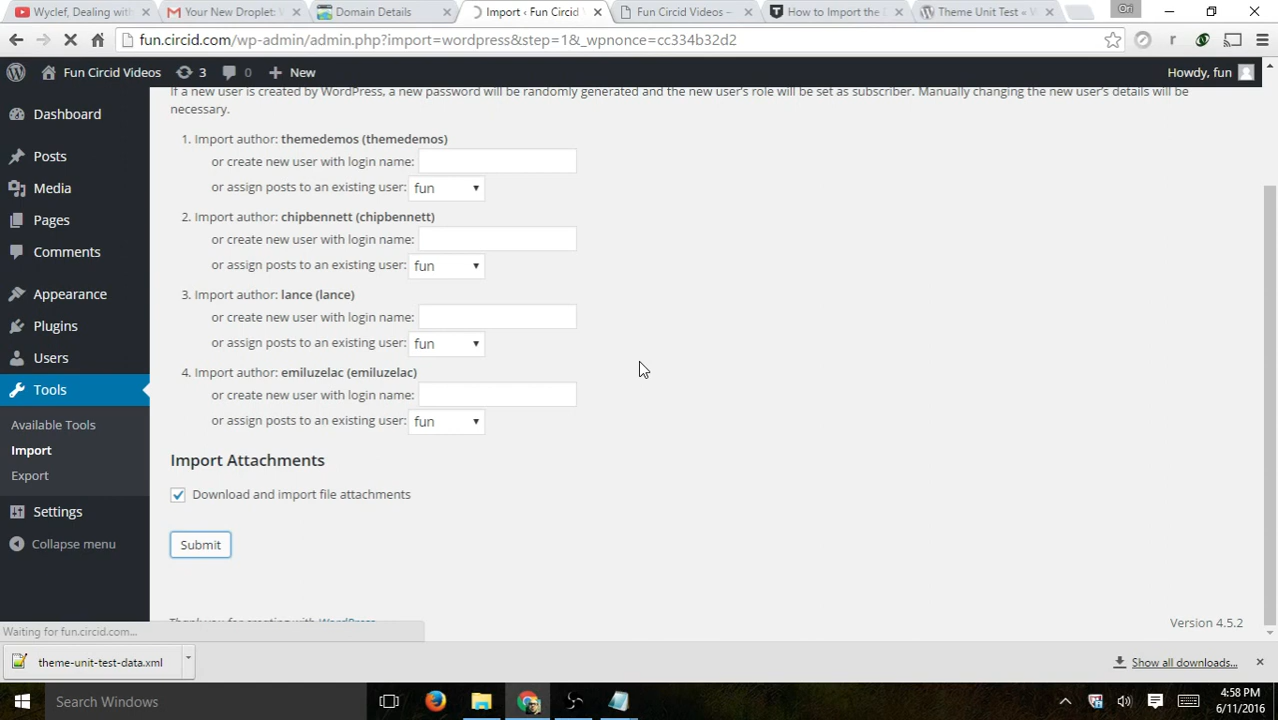 Wyclef, Dealing with
Your New Droplet:
Domain Details
Import ‹ Fun Circid
Fun Circid Videos –
How to Import the
Theme Unit Test «
Ori
fun.circid.com/wp-admin/admin.php?import=wordpress&step=1&_wpnonce=cc334b32d2
Fun Circid Videos
3
0
New
Howdy, fun
If a new user is created by WordPress, a new password will be randomly generated and the new user's role will be set as subscriber. Manually changing the new user's details will be
necessary.
Dashboard
Posts
Media
Pages
Comments
Appearance
Plugins
Users
Tools
Available Tools
Import
Export
Settings
Collapse menu
1. Import author: themedemos (themedemos)
or create new user with login name:
or assign posts to an existing user: fun
2. Import author: chipbennett (chipbennett)
or create new user with login name:
or assign posts to an existing user: fun
3. Import author: lance (lance)
or create new user with login name:
or assign posts to an existing user: fun
4. Import author: emiluzelac (emiluzelac)
or create new user with login name:
or assign posts to an existing user: fun
Import Attachments
Download and import file attachments
Submit
Thank you for creating with WordPress
Version 4.5.2
Waiting for fun.circid.com...
theme-unit-test-data.xml
Show all downloads...
Search Windows
4:58 PM
6/11/2016